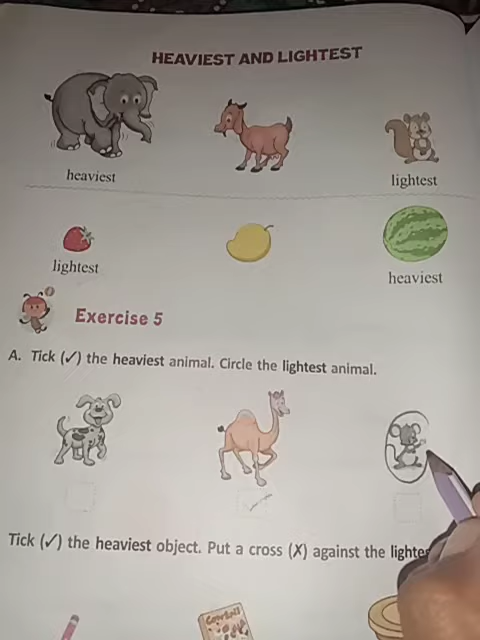 HEAVIEST AND LIGHTEST
heaviest
lightest
lightest
heaviest
Exercise 5
A. Tick (✓) the heaviest animal. Circle the lightest animal.
Tick (✓) the heaviest object. Put a cross (✗) against the